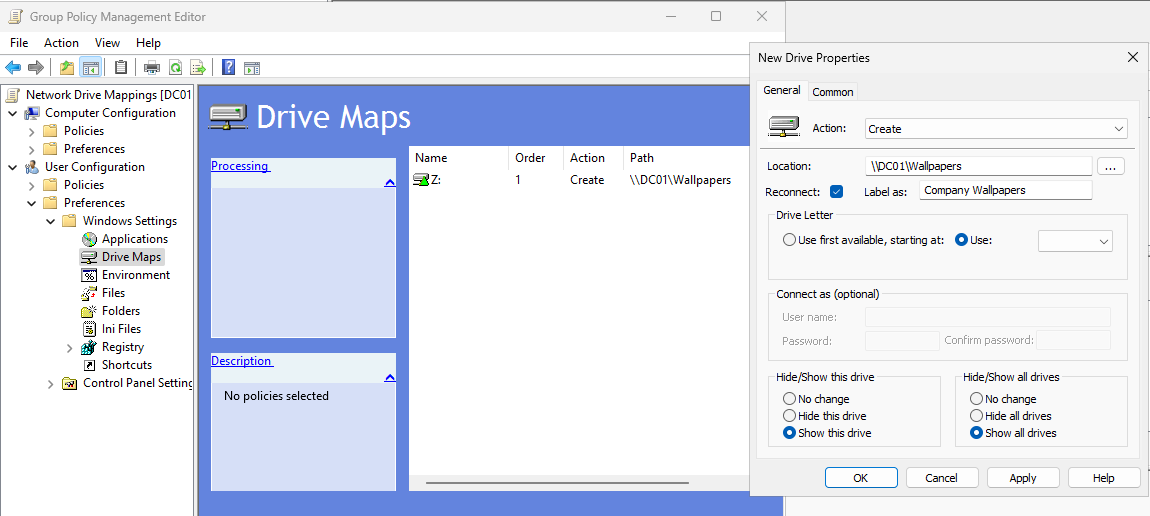 Group Policy Management Editor
File Action View Help
Network Drive Mappings [DC01
Computer Configuration
Policies
Preferences
User Configuration
Policies
Preferences
Windows Settings
Applications
Drive Maps
Environment
Files
Folders
Ini Files
Registry
Shortcuts
Control Panel Setting
Drive Maps
Processing
Description
No policies selected
Name Order Action Path
Z: 1 Create \\DC01\Wallpapers
New Drive Properties
General Common
Action: Create
Location: \\DC01\Wallpapers ...
Reconnect: Label as: Company Wallpapers
Drive Letter
Use first available, starting at: Use:
Connect as (optional)
User name:
Password: Confirm password:
Hide/Show this drive
No change
Hide this drive
Show this drive
Hide/Show all drives
No change
Hide all drives
Show all drives
OK Cancel Apply Help